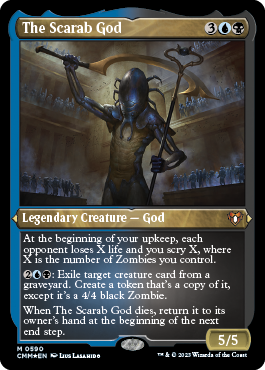 The Scarab God 3
Legendary Creature — God
At the beginning of your upkeep, each
opponent loses X life and you scry X, where
X is the number of Zombies you control.
2: Exile target creature card from a
graveyard. Create a token that's a copy of it,
except it's a 4/4 black Zombie.
When The Scarab God dies, return it to its
owner's hand at the beginning of the next
end step.
5/5
M 0590
CMM★EN Lius Lasahido
™ & © 2023 Wizards of the Coast